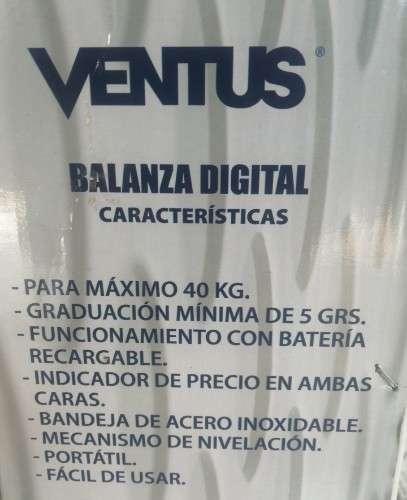 VENTUS®
BALANZA DIGITAL
CARACTERÍSTICAS
- PARA MÁXIMO 40 KG.
- GRADUACIÓN MÍNIMA DE 5 GRS.
- FUNCIONAMIENTO CON BATERÍA
RECARGABLE.
- INDICADOR DE PRECIO EN AMBAS
CARAS.
- BANDEJA DE ACERO INOXIDABLE.
- MECANISMO DE NIVELACIÓN.
- PORTÁTIL.
- FÁCIL DE USAR.